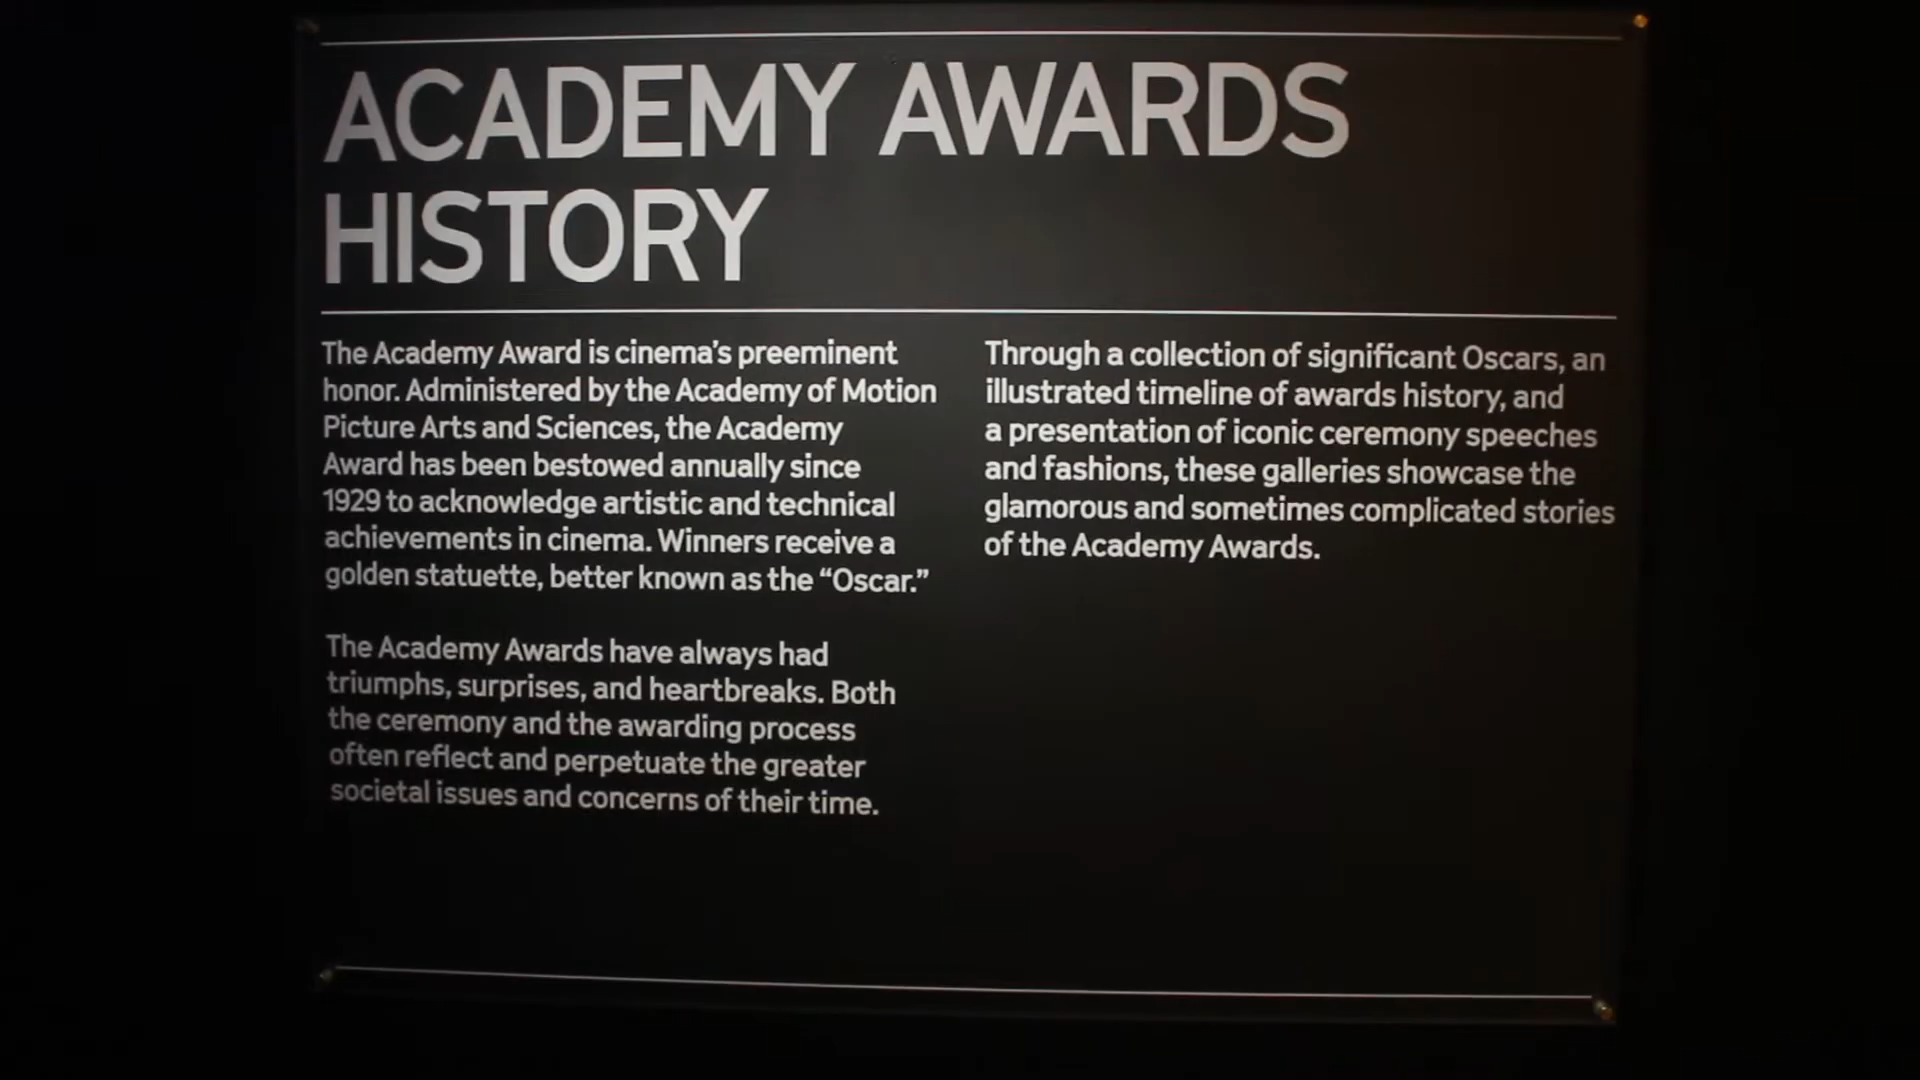 ACADEMY AWARDS
HISTORY
The Academy Award is cinema's preeminent
honor. Administered by the Academy of Motion
Picture Arts and Sciences, the Academy
Award has been bestowed annually since
1929 to acknowledge artistic and technical
achievements in cinema. Winners receive a
golden statuette, better known as the “Oscar.”
The Academy Awards have always had
triumphs, surprises, and heartbreaks. Both
the ceremony and the awarding process
often reflect and perpetuate the greater
societal issues and concerns of their time.
Through a collection of significant Oscars, an
illustrated timeline of awards history, and
a presentation of iconic ceremony speeches
and fashions, these galleries showcase the
glamorous and sometimes complicated stories
of the Academy Awards.